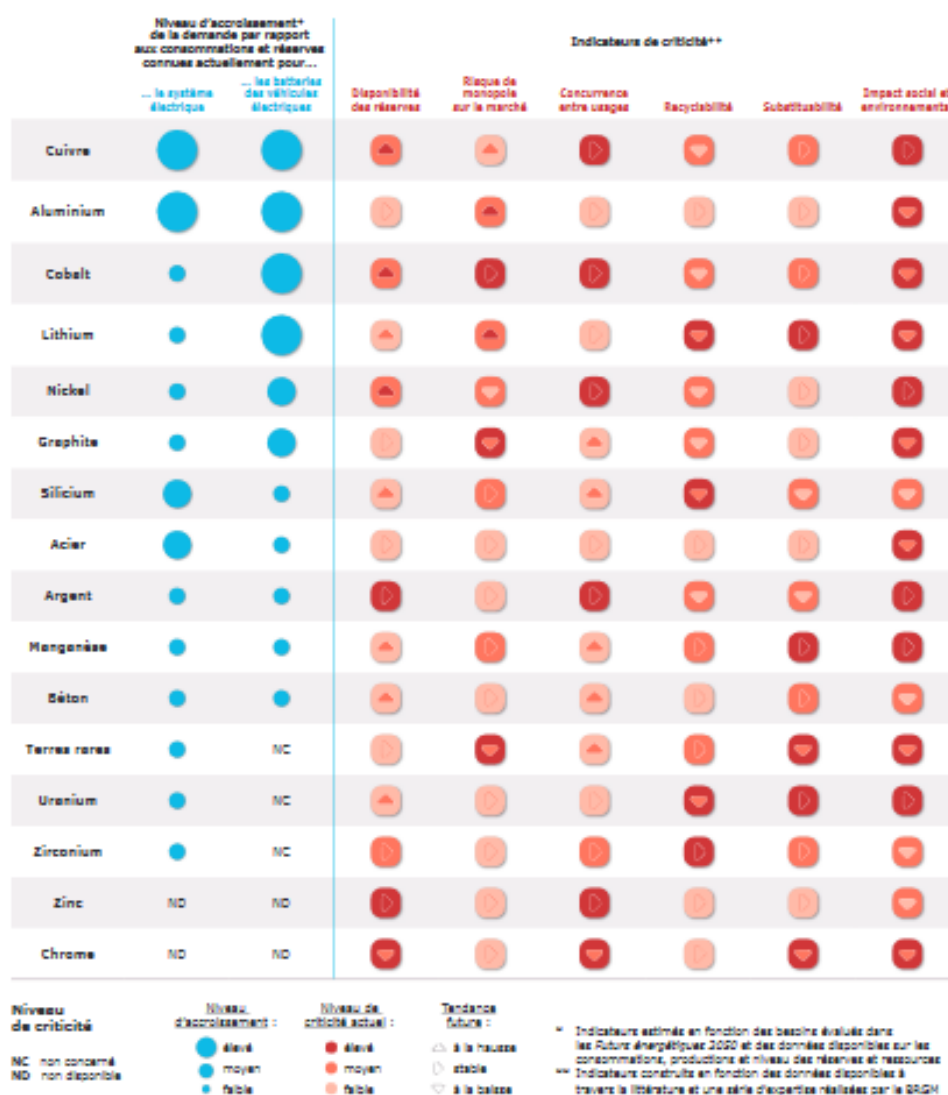 Niveau d'accroissement*
de la demande par rapport
aux consommations et réserves
connues actuellement pour...
Indicateurs de criticité**
... le système
électrique
... les batteries
des véhicules
électriques
Disponibilité
des réserves
Risque de
monopole
sur le marché
Concurrence
entre usages
Recyclabilité
Substituabilité
Impact social et
environnemental
Cuivre
Aluminium
Cobalt
Lithium
Nickel
Graphite
Silicium
Acier
Argent
Manganèse
Béton
Terres rares NC
Uranium NC
Zirconium NC
Zinc ND ND
Chrome ND ND
Niveau
de criticité
NC non concerné
ND non disponible
Niveau
d'accroissement :
élevé
moyen
faible
Niveau de
criticité actuel :
élevé
moyen
faible
Tendance
future :
à la hausse
stable
à la baisse
* Indicateurs estimés en fonction des besoins évalués dans
les Futurs énergétiques 2050 et des données disponibles sur les
consommations, productions et niveau des réserves et ressources
** Indicateurs construits en fonction des données disponibles à
travers la littérature et une série d'expertise réalisées par le BRGM